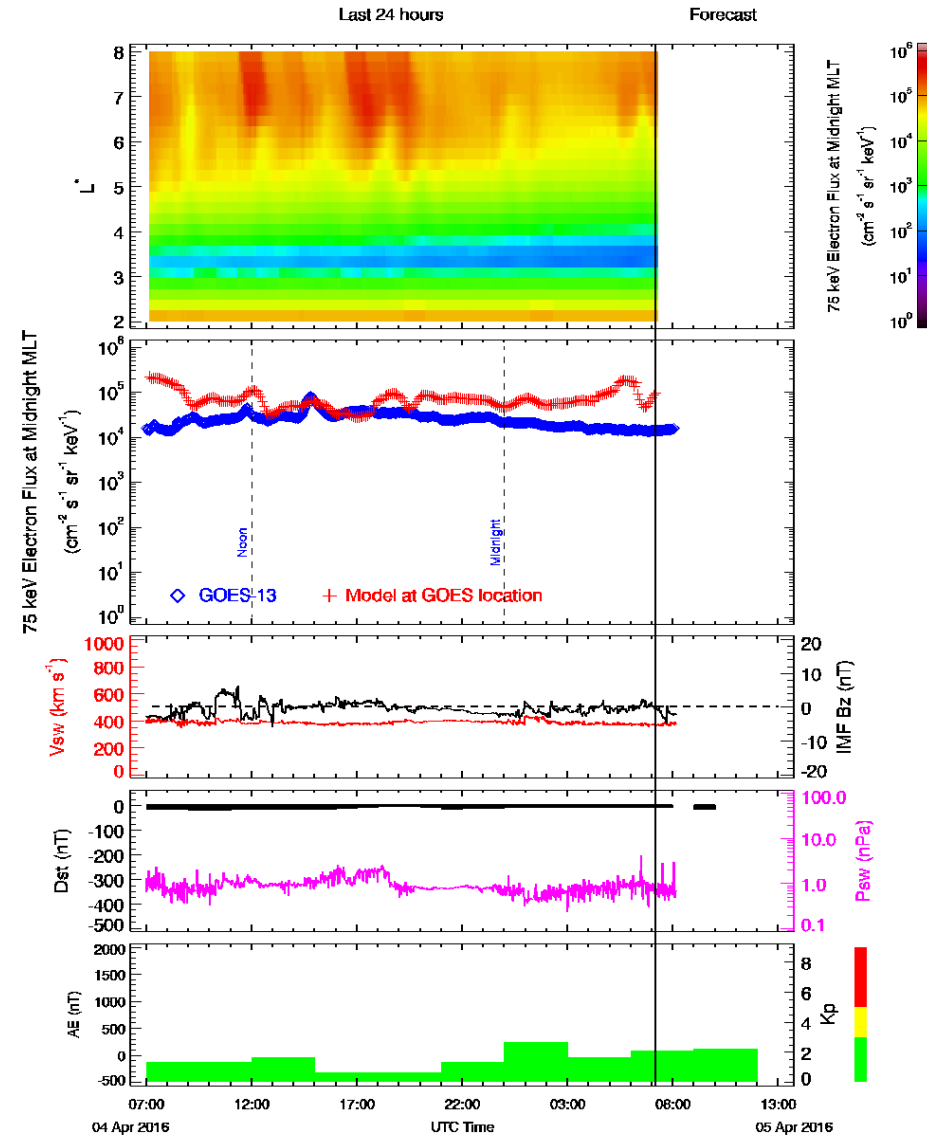 Last 24 hours
Forecast
8
7
6
5
4
3
2
L*
75 keV Electron Flux at Midnight MLT
(cm⁻² s⁻¹ sr⁻¹ keV⁻¹)
10⁶
10⁵
10⁴
10³
10²
10¹
10⁰
75 keV Electron Flux at Midnight MLT
(cm⁻² s⁻¹ sr⁻¹ keV⁻¹)
10⁶
10⁵
10⁴
10³
10²
10¹
10⁰
Noon
Midnight
GOES-13
Model at GOES location
Vsw (km s⁻¹)
1000
800
600
400
200
0
20
10
0
-10
-20
IMF Bz (nT)
Dst (nT)
0
-100
-200
-300
-400
-500
100.0
10.0
1.0
0.1
Psw (nPa)
AE (nT)
2000
1500
1000
500
0
-500
8
6
4
2
0
Kp
07:00 12:00 17:00 22:00 03:00 08:00 13:00
04 Apr 2016 UTC Time 05 Apr 2016